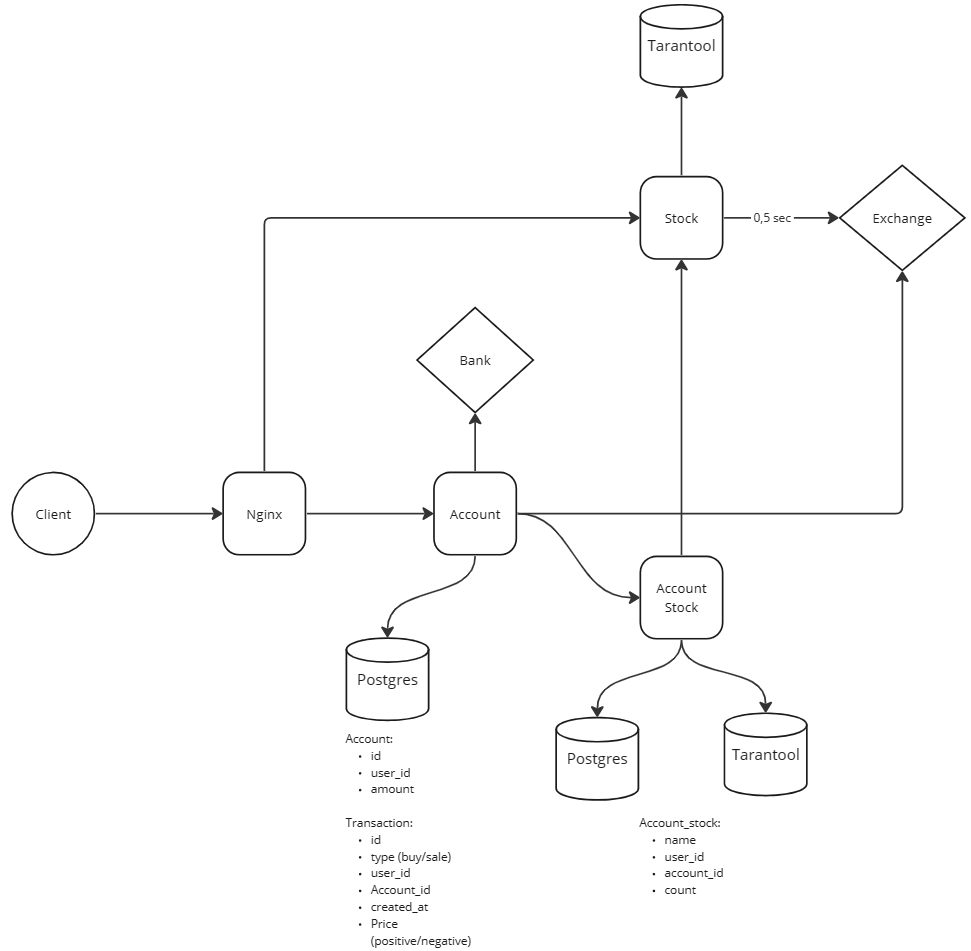 Tarantool
Stock
0,5 sec
Exchange
Bank
Client
Nginx
Account
Account
Stock
Postgres
Account:
• id
• user_id
• amount
Transaction:
• id
• type (buy/sale)
• user_id
• Account_id
• created_at
• Price
(positive/negative)
Postgres
Tarantool
Account_stock:
• name
• user_id
• account_id
• count